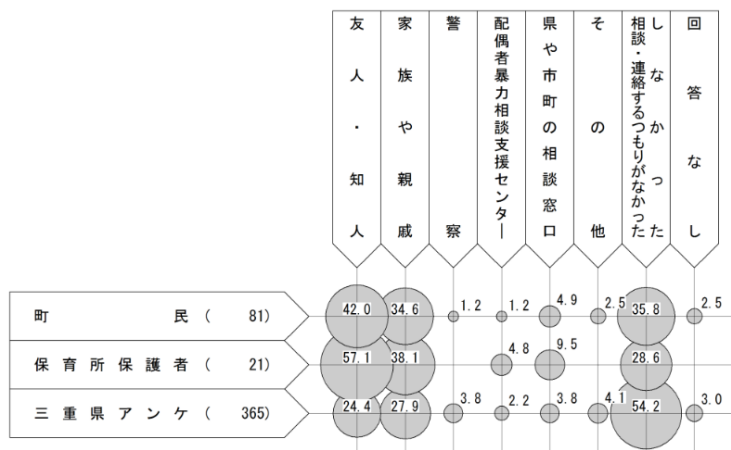 友人・知人
家族や親戚
警察
配偶者暴力相談支援センター
県や市町の相談窓口
その他
相談・連絡するつもりがなかった
しなかった
回答なし
町民（ 81）
42.0 34.6 1.2 1.2 4.9 2.5 35.8 2.5
保育所保護者（ 21）
57.1 38.1 4.8 9.5 28.6
三重県アンケ（ 365）
24.4 27.9 3.8 2.2 3.8 4.1 54.2 3.0